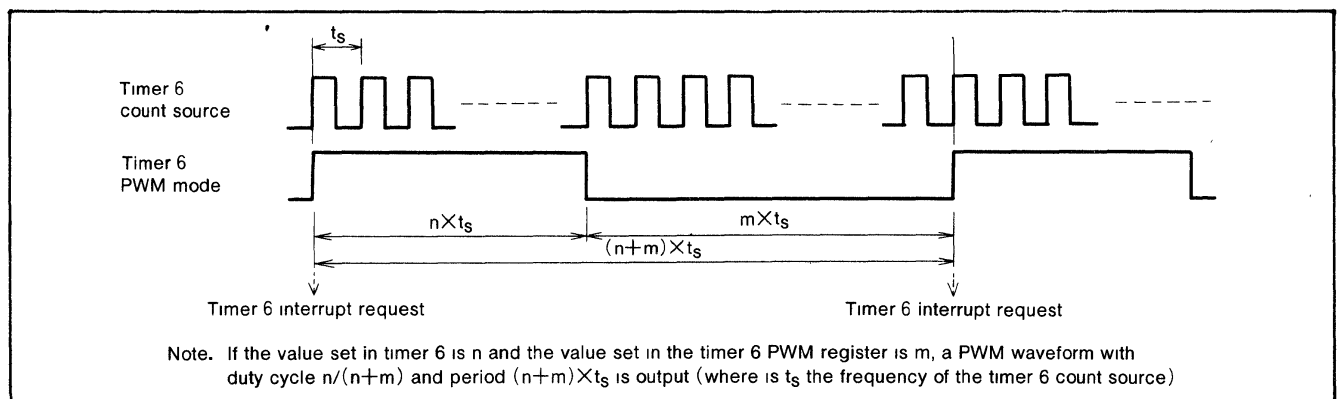 ts
Timer 6
count source
Timer 6
PWM mode
n×ts
m×ts
(n+m)×ts
Timer 6 interrupt request
Timer 6 interrupt request
Note. If the value set in timer 6 is n and the value set in the timer 6 PWM register is m, a PWM waveform with
duty cycle n/(n+m) and period (n+m)×ts is output (where is ts the frequency of the timer 6 count source)